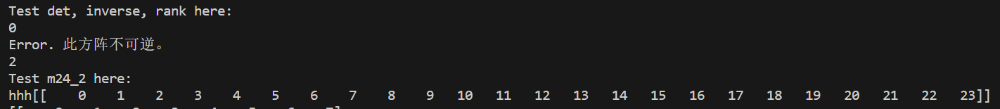 Test det, inverse, rank here:
0
Error. 此方阵不可逆。
2
Test m24_2 here:
hhh[[    0    1    2    3    4    5    6    7    8    9   10   11   12   13   14   15   16   17   18   19   20   21   22   23]]